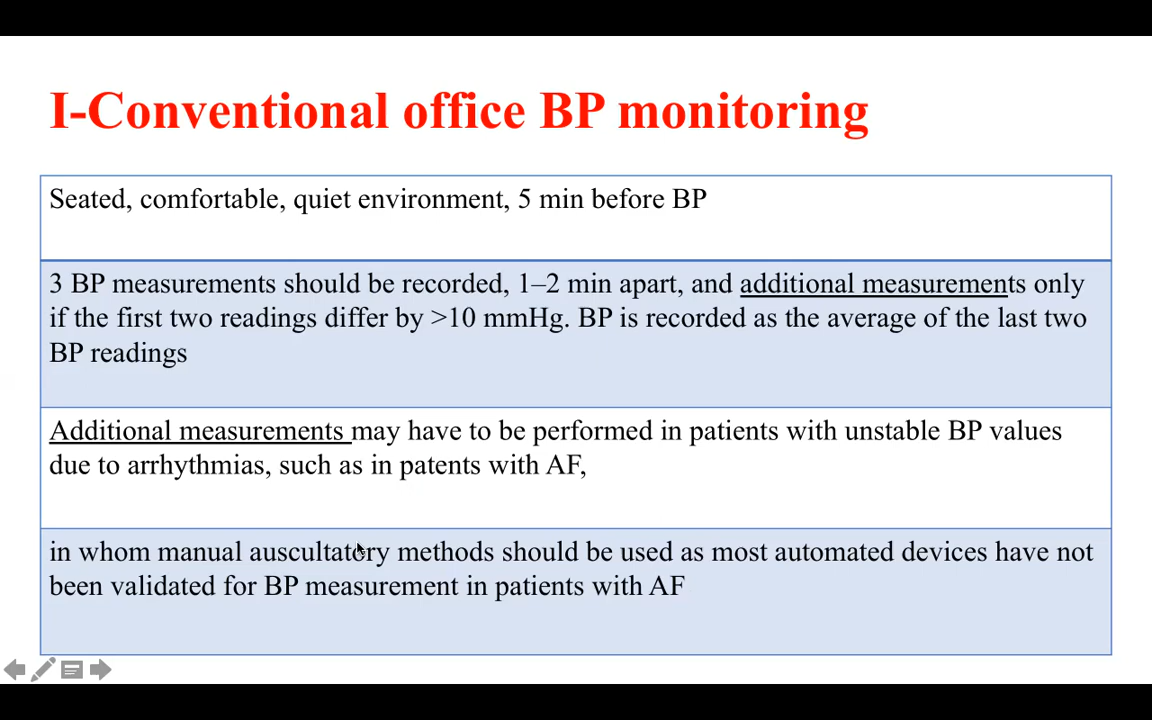 I-Conventional office BP monitoring
Seated, comfortable, quiet environment, 5 min before BP
3 BP measurements should be recorded, 1–2 min apart, and additional measurements only
if the first two readings differ by >10 mmHg. BP is recorded as the average of the last two
BP readings
Additional measurements may have to be performed in patients with unstable BP values
due to arrhythmias, such as in patents with AF,
in whom manual auscultatory methods should be used as most automated devices have not
been validated for BP measurement in patients with AF